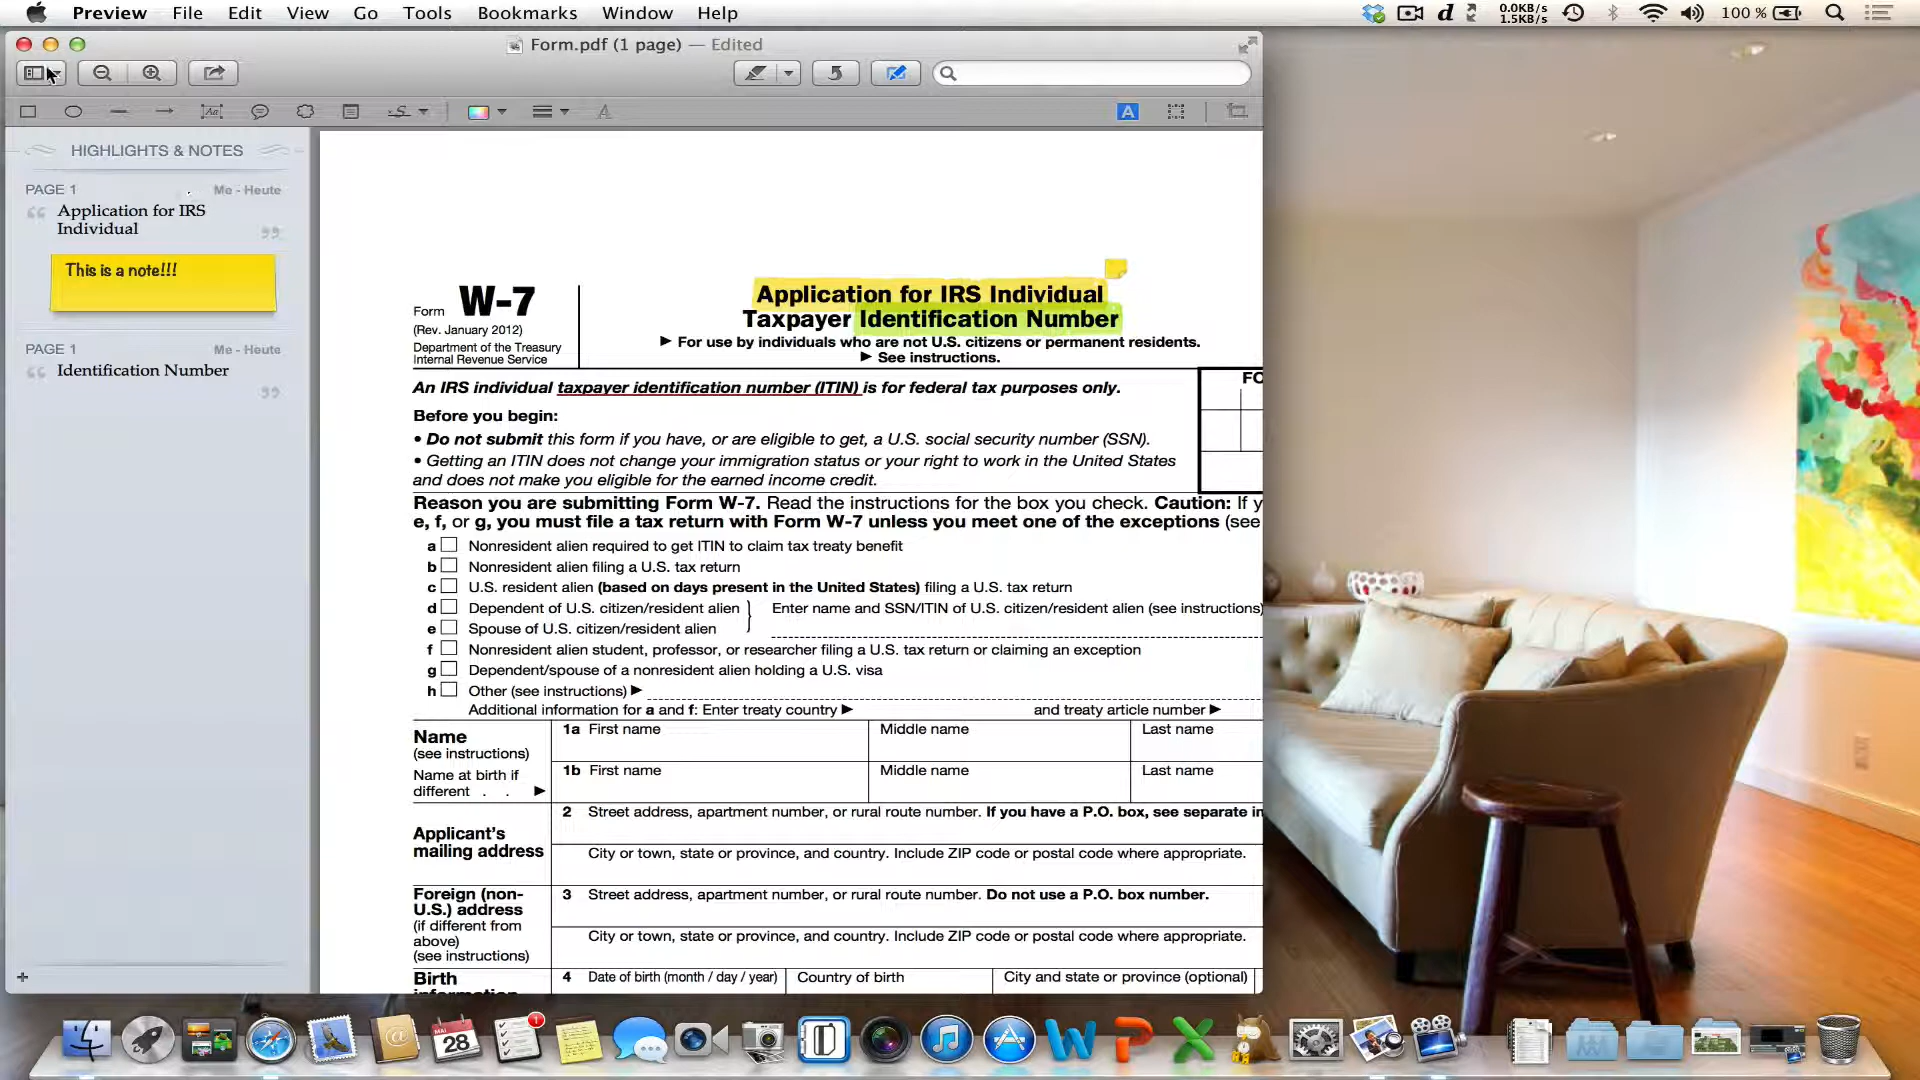 Preview File Edit View Go Tools Bookmarks Window Help
0.0KB/s
1.5KB/s
100 %
Form.pdf (1 page) — Edited
HIGHLIGHTS & NOTES
PAGE 1 Me - Heute
Application for IRS
Individual
This is a note!!!
PAGE 1 Me - Heute
Identification Number
Form W-7
(Rev. January 2012)
Department of the Treasury
Internal Revenue Service
Application for IRS Individual
Taxpayer Identification Number
► For use by individuals who are not U.S. citizens or permanent residents.
► See instructions.
An IRS individual taxpayer identification number (ITIN) is for federal tax purposes only.
FO
Before you begin:
• Do not submit this form if you have, or are eligible to get, a U.S. social security number (SSN).
• Getting an ITIN does not change your immigration status or your right to work in the United States
and does not make you eligible for the earned income credit.
Reason you are submitting Form W-7. Read the instructions for the box you check. Caution: If y
e, f, or g, you must file a tax return with Form W-7 unless you meet one of the exceptions (see
a Nonresident alien required to get ITIN to claim tax treaty benefit
b Nonresident alien filing a U.S. tax return
c U.S. resident alien (based on days present in the United States) filing a U.S. tax return
d Dependent of U.S. citizen/resident alien } Enter name and SSN/ITIN of U.S. citizen/resident alien (see instructions)
e Spouse of U.S. citizen/resident alien
f Nonresident alien student, professor, or researcher filing a U.S. tax return or claiming an exception
g Dependent/spouse of a nonresident alien holding a U.S. visa
h Other (see instructions) ►
Additional information for a and f: Enter treaty country ► and treaty article number ►
Name
(see instructions)
Name at birth if
different . . ►
1a First name Middle name Last name
1b First name Middle name Last name
Applicant's
mailing address
2 Street address, apartment number, or rural route number. If you have a P.O. box, see separate in
City or town, state or province, and country. Include ZIP code or postal code where appropriate.
Foreign (non-
U.S.) address
(if different from
above)
(see instructions)
3 Street address, apartment number, or rural route number. Do not use a P.O. box number.
City or town, state or province, and country. Include ZIP code or postal code where appropriate.
Birth
information
4 Date of birth (month / day / year) Country of birth City and state or province (optional)
MAI
28
1